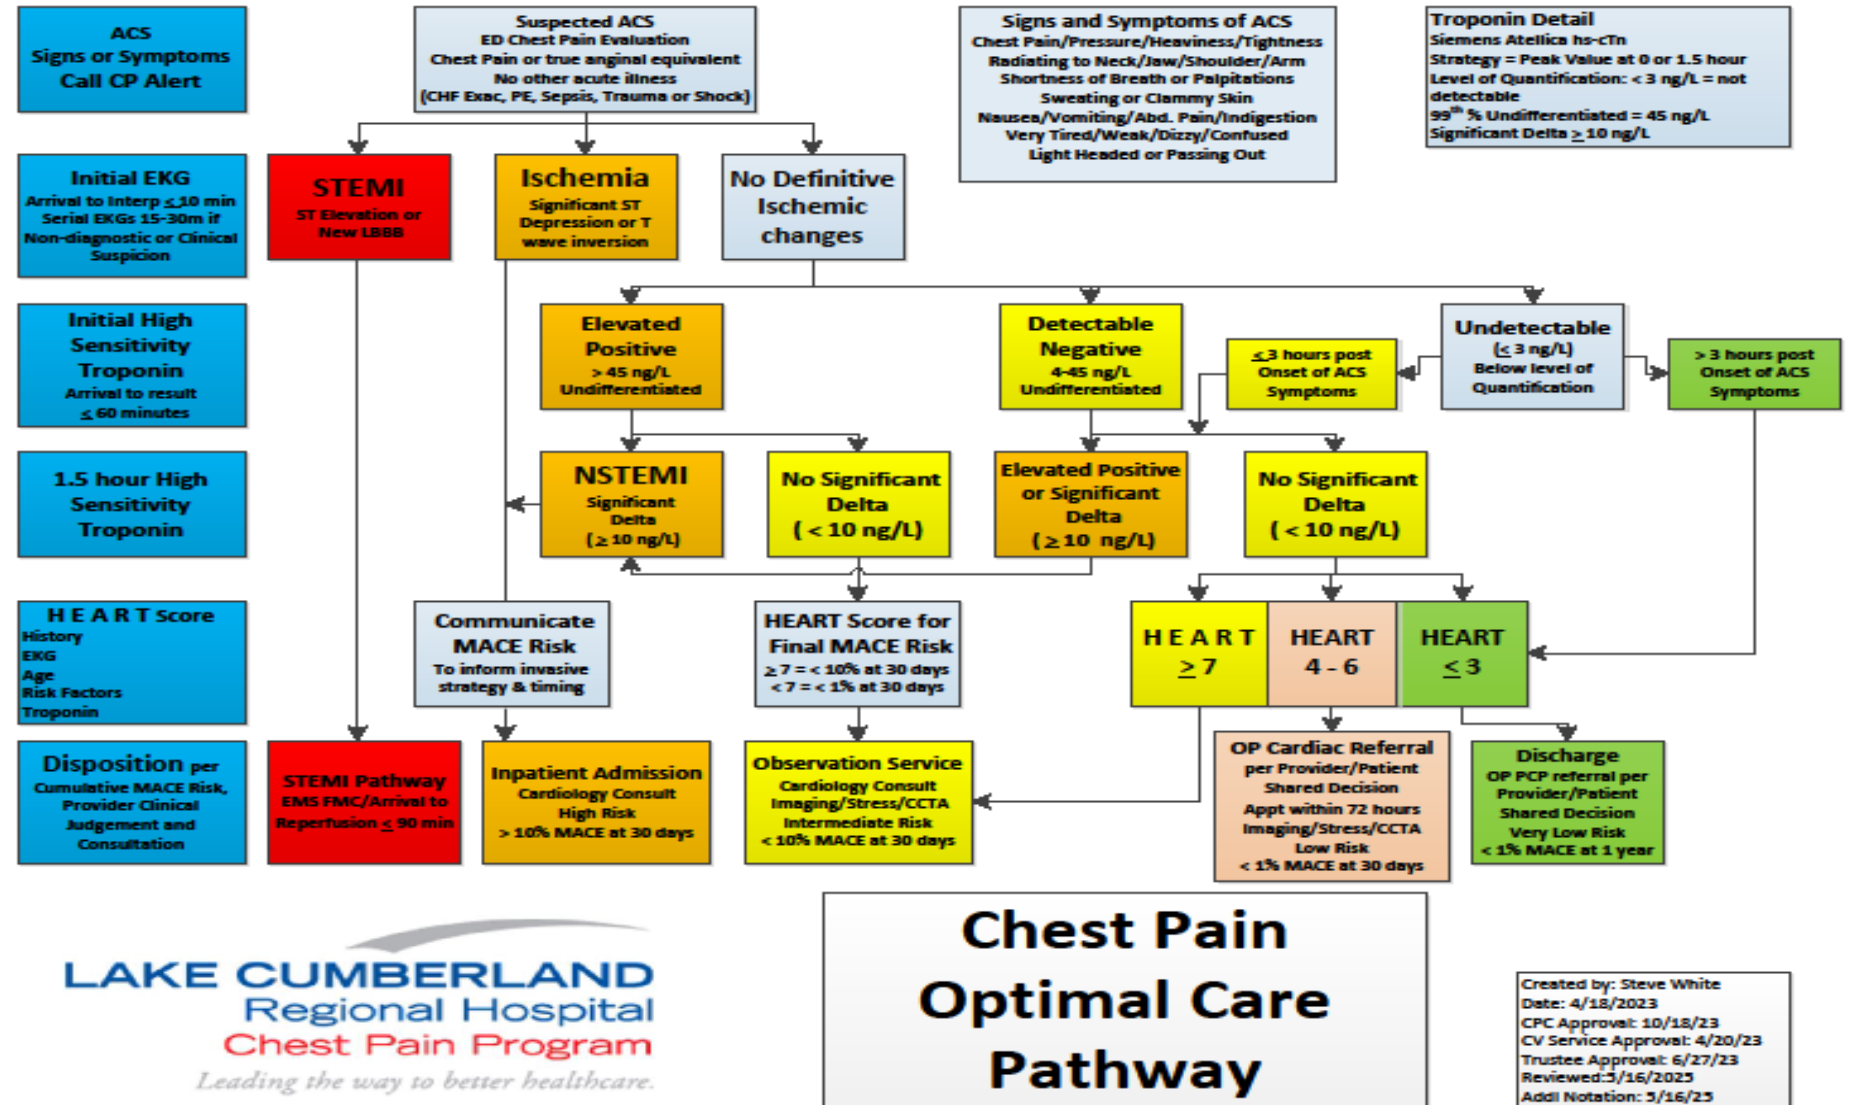 ACS
Signs or Symptoms
Call CP Alert
Suspected ACS
ED Chest Pain Evaluation
Chest Pain or true anginal equivalent
No other acute illness
(CHF Exac, PE, Sepsis, Trauma or Shock)
Signs and Symptoms of ACS
Chest Pain/Pressure/Heaviness/Tightness
Radiating to Neck/Jaw/Shoulder/Arm
Shortness of Breath or Palpitations
Sweating or Clammy Skin
Nausea/Vomiting/Abd. Pain/Indigestion
Very Tired/Weak/Dizzy/Confused
Light Headed or Passing Out
Troponin Detail
Siemens Atellica hs-cTn
Strategy = Peak Value at 0 or 1.5 hour
Level of Quantification: < 3 ng/L = not
detectable
99th % Undifferentiated = 45 ng/L
Significant Delta ≥ 10 ng/L
Initial EKG
Arrival to Interp ≤ 10 min
Serial EKGs 15-30m if
Non-diagnostic or Clinical
Suspicion
STEMI
ST Elevation or
New LBBB
Ischemia
Significant ST
Depression or T
wave inversion
No Definitive
Ischemic
changes
Initial High
Sensitivity
Troponin
Arrival to result
≤ 60 minutes
Elevated
Positive
> 45 ng/L
Undifferentiated
Detectable
Negative
4-45 ng/L
Undifferentiated
≤ 3 hours post
Onset of ACS
Symptoms
Undetectable
(≤ 3 ng/L)
Below level of
Quantification
> 3 hours post
Onset of ACS
Symptoms
1.5 hour High
Sensitivity
Troponin
NSTEMI
Significant
Delta
(≥ 10 ng/L)
No Significant
Delta
( < 10 ng/L)
Elevated Positive
or Significant
Delta
( ≥ 10 ng/L)
No Significant
Delta
( < 10 ng/L)
H E A R T Score
History
EKG
Age
Risk Factors
Troponin
Communicate
MACE Risk
To inform invasive
strategy & timing
HEART Score for
Final MACE Risk
≥ 7 = < 10% at 30 days
< 7 = < 1% at 30 days
H E A R T
≥ 7
HEART
4 - 6
HEART
≤ 3
Disposition per
Cumulative MACE Risk,
Provider Clinical
Judgement and
Consultation
STEMI Pathway
EMS FMC/Arrival to
Reperfusion ≤ 90 min
Inpatient Admission
Cardiology Consult
High Risk
> 10% MACE at 30 days
Observation Service
Cardiology Consult
Imaging/Stress/CCTA
Intermediate Risk
< 10% MACE at 30 days
OP Cardiac Referral
per Provider/Patient
Shared Decision
Appt within 72 hours
Imaging/Stress/CCTA
Low Risk
< 1% MACE at 30 days
Discharge
OP PCP referral per
Provider/Patient
Shared Decision
Very Low Risk
< 1% MACE at 1 year
LAKE CUMBERLAND
Regional Hospital
Chest Pain Program
Leading the way to better healthcare.
Chest Pain
Optimal Care
Pathway
Created by: Steve White
Date: 4/18/2023
CPC Approval: 10/18/23
CV Service Approval: 4/20/23
Trustee Approval: 6/27/23
Reviewed:5/16/2025
Addl Notation: 5/16/25